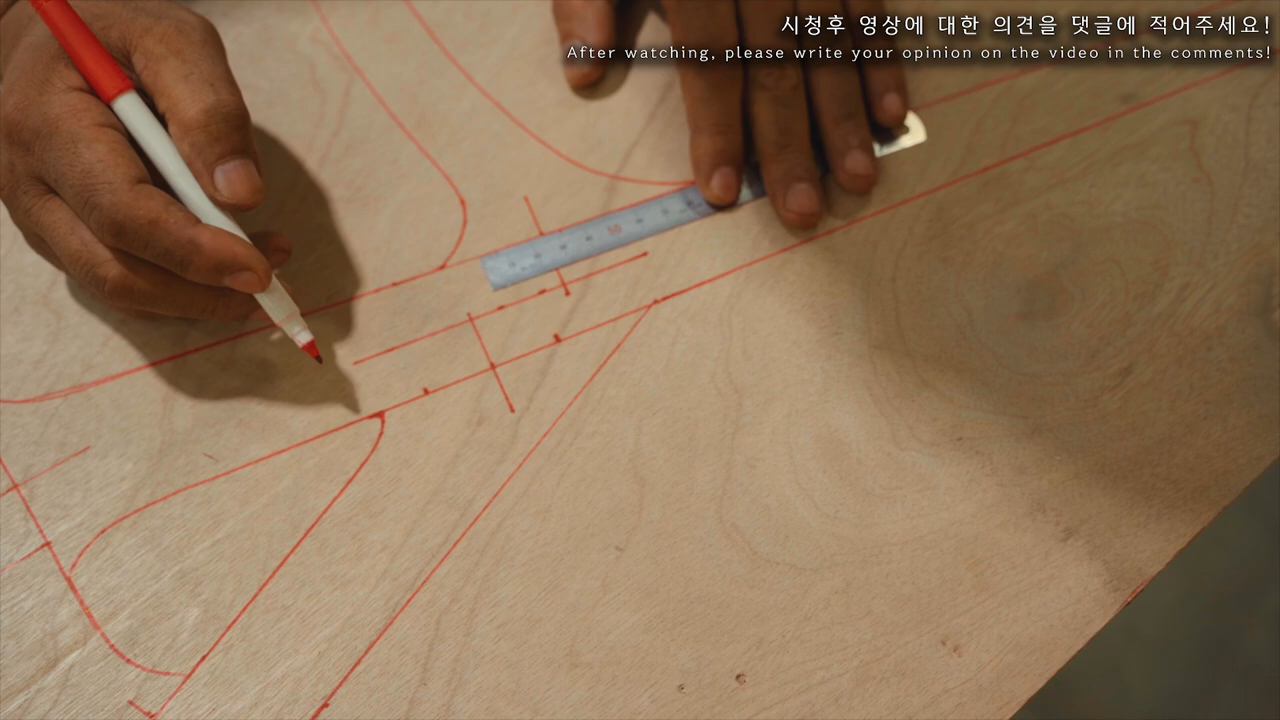 시청후 영상에 대한 의견을 댓글에 적어주세요!
After watching, please write your opinion on the video in the comments!